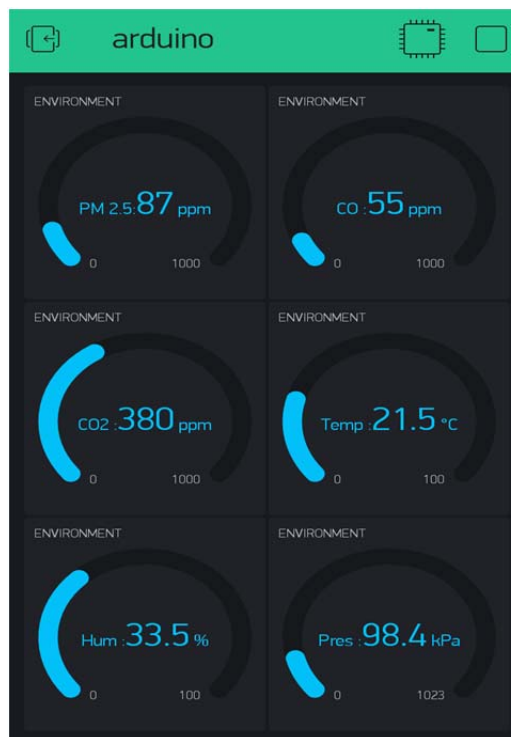 arduino
ENVIRONMENT
PM 2.5:87 ppm
0 1000
ENVIRONMENT
CO :55 ppm
0 1000
ENVIRONMENT
CO2 :380 ppm
0 1000
ENVIRONMENT
Temp :21.5 °C
0 100
ENVIRONMENT
Hum :33.5 %
0 100
ENVIRONMENT
Pres :98.4 kPa
0 1023